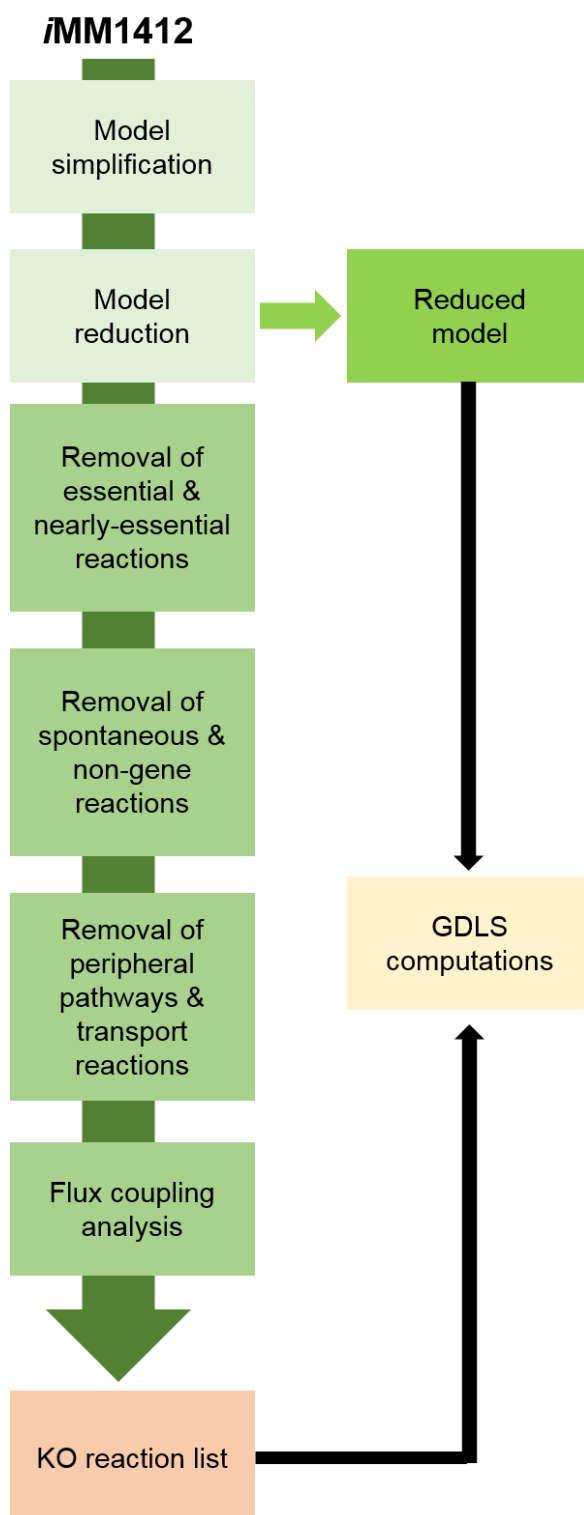 iMM1412
Model
simplification
Model
reduction
Reduced
model
Removal of
essential &
nearly-essential
reactions
Removal of
spontaneous &
non-gene
reactions
Removal of
peripheral
pathways &
transport
reactions
GDLS
computations
Flux coupling
analysis
KO reaction list